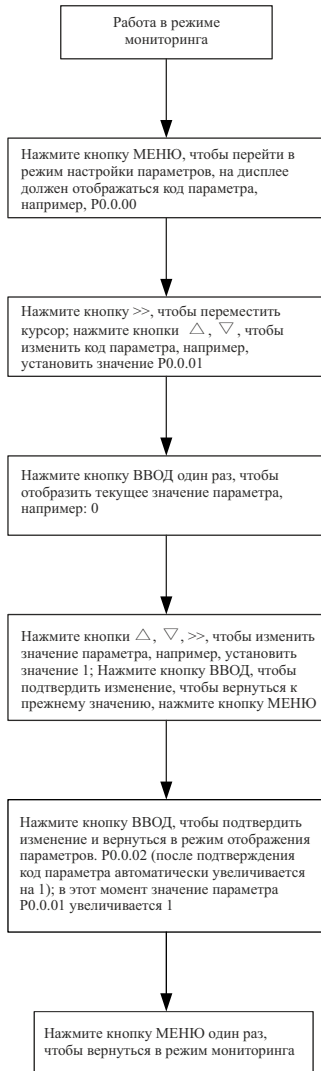 Работа в режиме
мониторинга
Нажмите кнопку МЕНЮ, чтобы перейти в
режим настройки параметров, на дисплее
должен отображаться код параметра,
например, P0.0.00
Нажмите кнопку >>, чтобы переместить
курсор; нажмите кнопки △, ▽, чтобы
изменить код параметра, например,
установить значение P0.0.01
Нажмите кнопку ВВОД один раз, чтобы
отобразить текущее значение параметра,
например: 0
Нажмите кнопки △, ▽, >>, чтобы изменить
значение параметра, например, установить
значение 1; Нажмите кнопку ВВОД, чтобы
подтвердить изменение, чтобы вернуться к
прежнему значению, нажмите кнопку МЕНЮ
Нажмите кнопку ВВОД, чтобы подтвердить
изменение и вернуться в режим отображения
параметров. P0.0.02 (после подтверждения
код параметра автоматически увеличивается
на 1); в этот момент значение параметра
P0.0.01 увеличивается 1
Нажмите кнопку МЕНЮ один раз,
чтобы вернуться в режим мониторинга